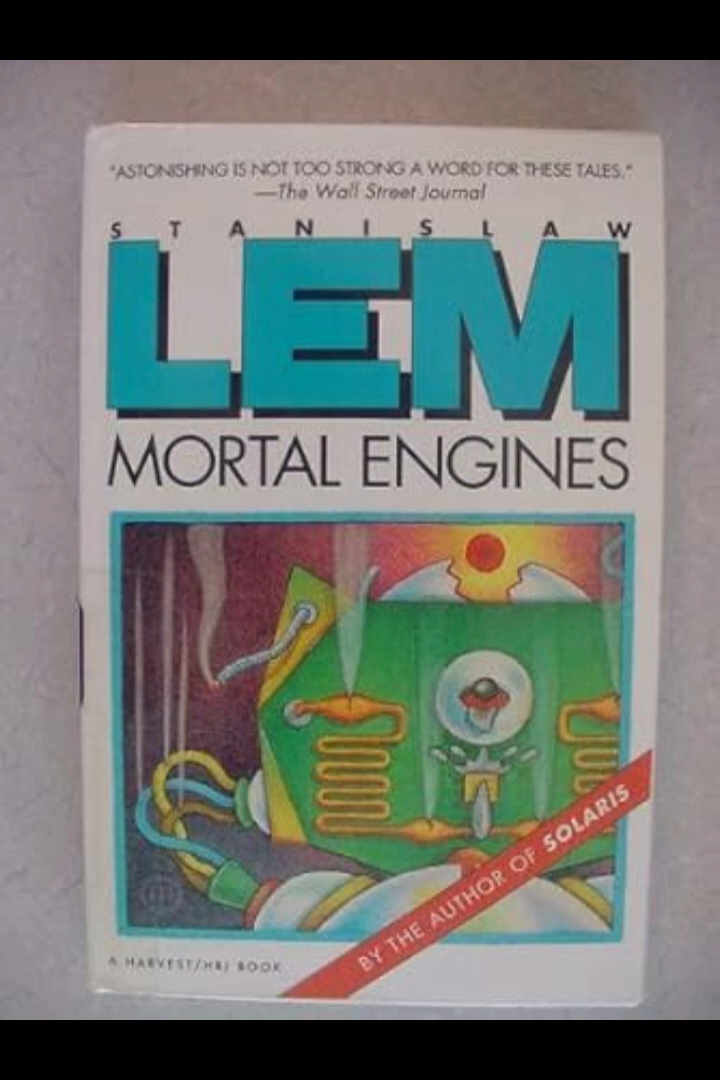 "ASTONISHING IS NOT TOO STRONG A WORD FOR THESE TALES."
—The Wall Street Journal
STANISLAW
LEM
MORTAL ENGINES
BY THE AUTHOR OF SOLARIS
A HARVEST/HBJ BOOK